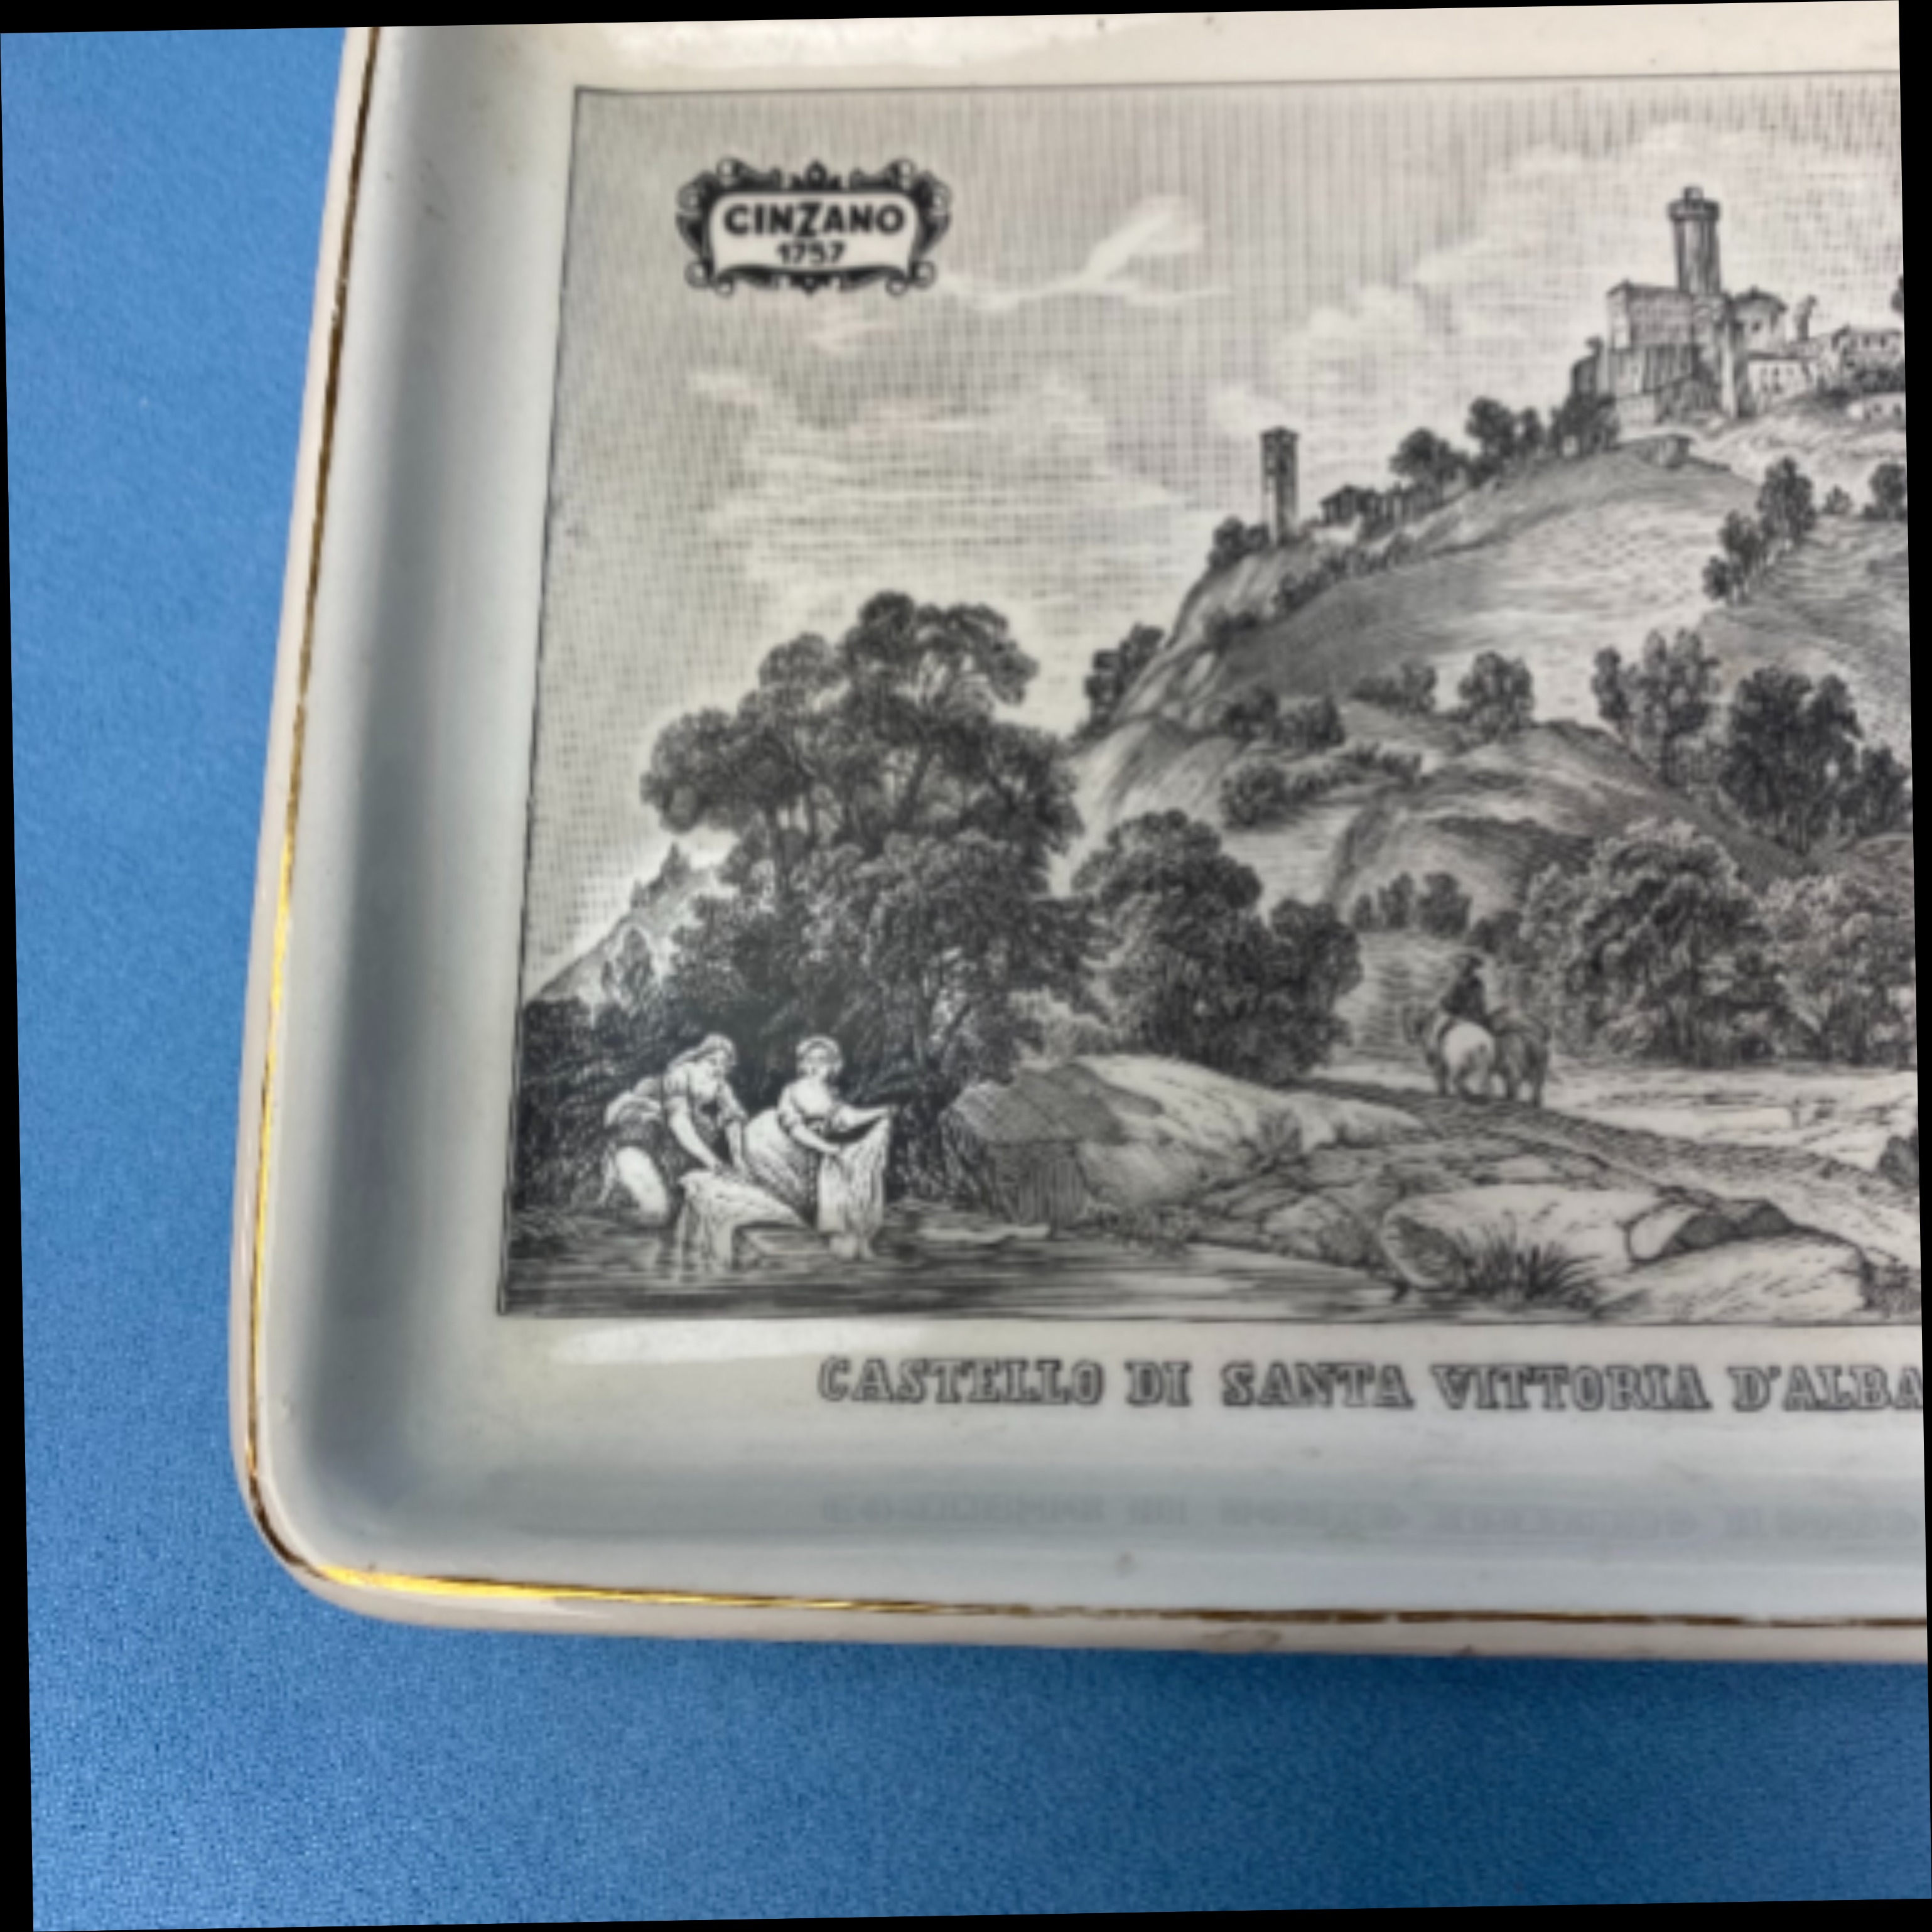 CINZANO
1757
CASTELLO DI SANTA VITTORIA D'ALBA